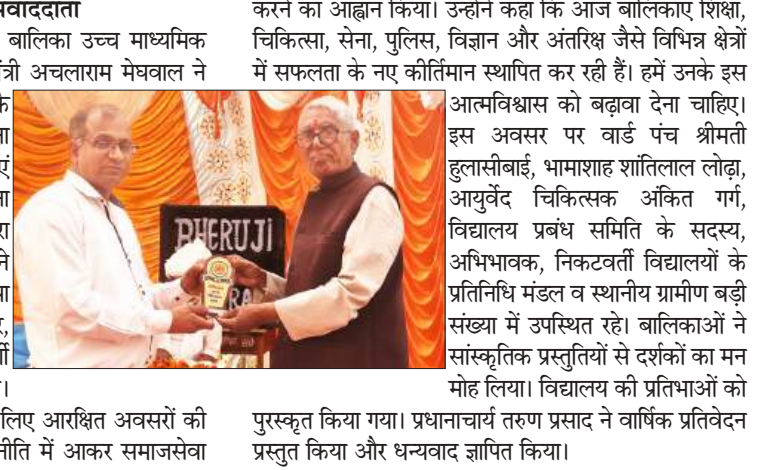 वाददाता
बालिका उच्च माध्यमिक
अचलाराम मेघवाल ने
लिए आरक्षित अवसरों की
में आकर समाजसेवा
BHERUJI
करने का आह्वान किया। उन्होंने कहा कि आज बालिकाएं शिक्षा,
चिकित्सा, सेना, पुलिस, विज्ञान और अंतरिक्ष जैसे विभिन्न क्षेत्रों
में सफलता के नए कीर्तिमान स्थापित कर रही हैं। हमें उनके इस
आत्मविश्वास को बढ़ावा देना चाहिए।
इस अवसर पर वार्ड पंच श्रीमती
हुलासीबाई, भामाशाह शांतिलाल लोढ़ा,
आयुर्वेद चिकित्सक अंकित गर्ग,
विद्यालय प्रबंध समिति के सदस्य,
अभिभावक, निकटवर्ती विद्यालयों के
प्रतिनिधि मंडल व स्थानीय ग्रामीण बड़ी
संख्या में उपस्थित रहे। बालिकाओं ने
सांस्कृतिक प्रस्तुतियों से दर्शकों का मन
मोह लिया। विद्यालय की प्रतिभाओं को
पुरस्कृत किया गया। प्रधानाचार्य तरुण प्रसाद ने वार्षिक प्रतिवेदन
प्रस्तुत किया और धन्यवाद ज्ञापित किया।